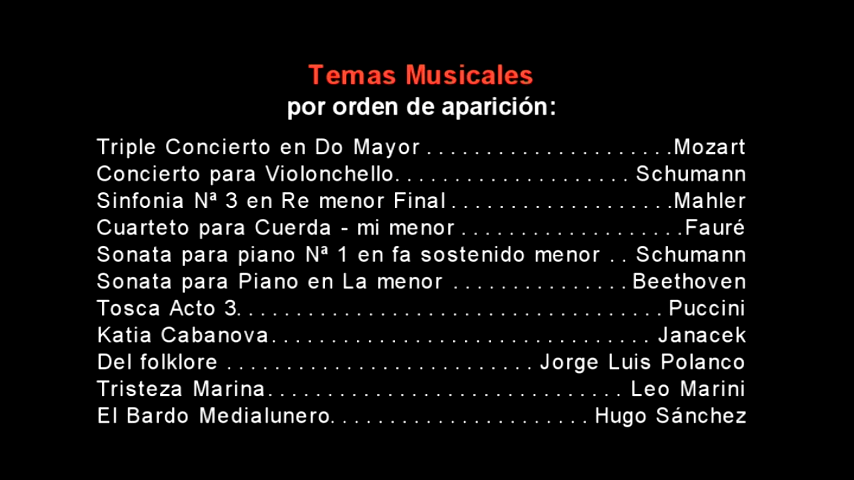 Temas Musicales
por orden de aparición:
Triple Concierto en Do Mayor . . . . . . . . . . . . . . . . . . . . .Mozart
Concierto para Violonchello. . . . . . . . . . . . . . . . . . . . Schumann
Sinfonia Nª 3 en Re menor Final . . . . . . . . . . . . . . . . . . .Mahler
Cuarteto para Cuerda - mi menor . . . . . . . . . . . . . . . . . . .Fauré
Sonata para piano Nª 1 en fa sostenido menor . . Schumann
Sonata para Piano en La menor . . . . . . . . . . . . . . . Beethoven
Tosca Acto 3. . . . . . . . . . . . . . . . . . . . . . . . . . . . . . . . . . . . Puccini
Katia Cabanova. . . . . . . . . . . . . . . . . . . . . . . . . . . . . . . . Janacek
Del folklore . . . . . . . . . . . . . . . . . . . . . . . . . . Jorge Luis Polanco
Tristeza Marina. . . . . . . . . . . . . . . . . . . . . . . . . . . . . . Leo Marini
El Bardo Medialunero. . . . . . . . . . . . . . . . . . . . . . Hugo Sánchez